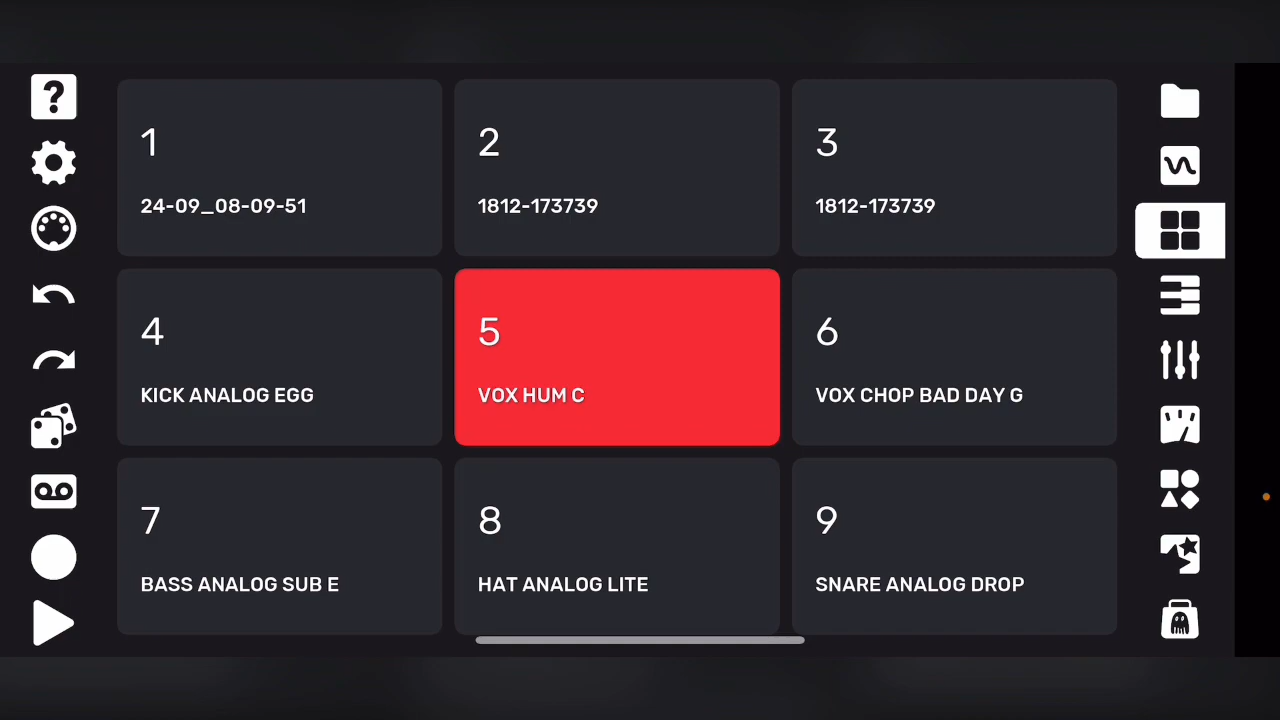 1
24-09_08-09-51
2
1812-173739
3
1812-173739
4
KICK ANALOG EGG
5
VOX HUM C
6
VOX CHOP BAD DAY G
7
BASS ANALOG SUB E
8
HAT ANALOG LITE
9
SNARE ANALOG DROP